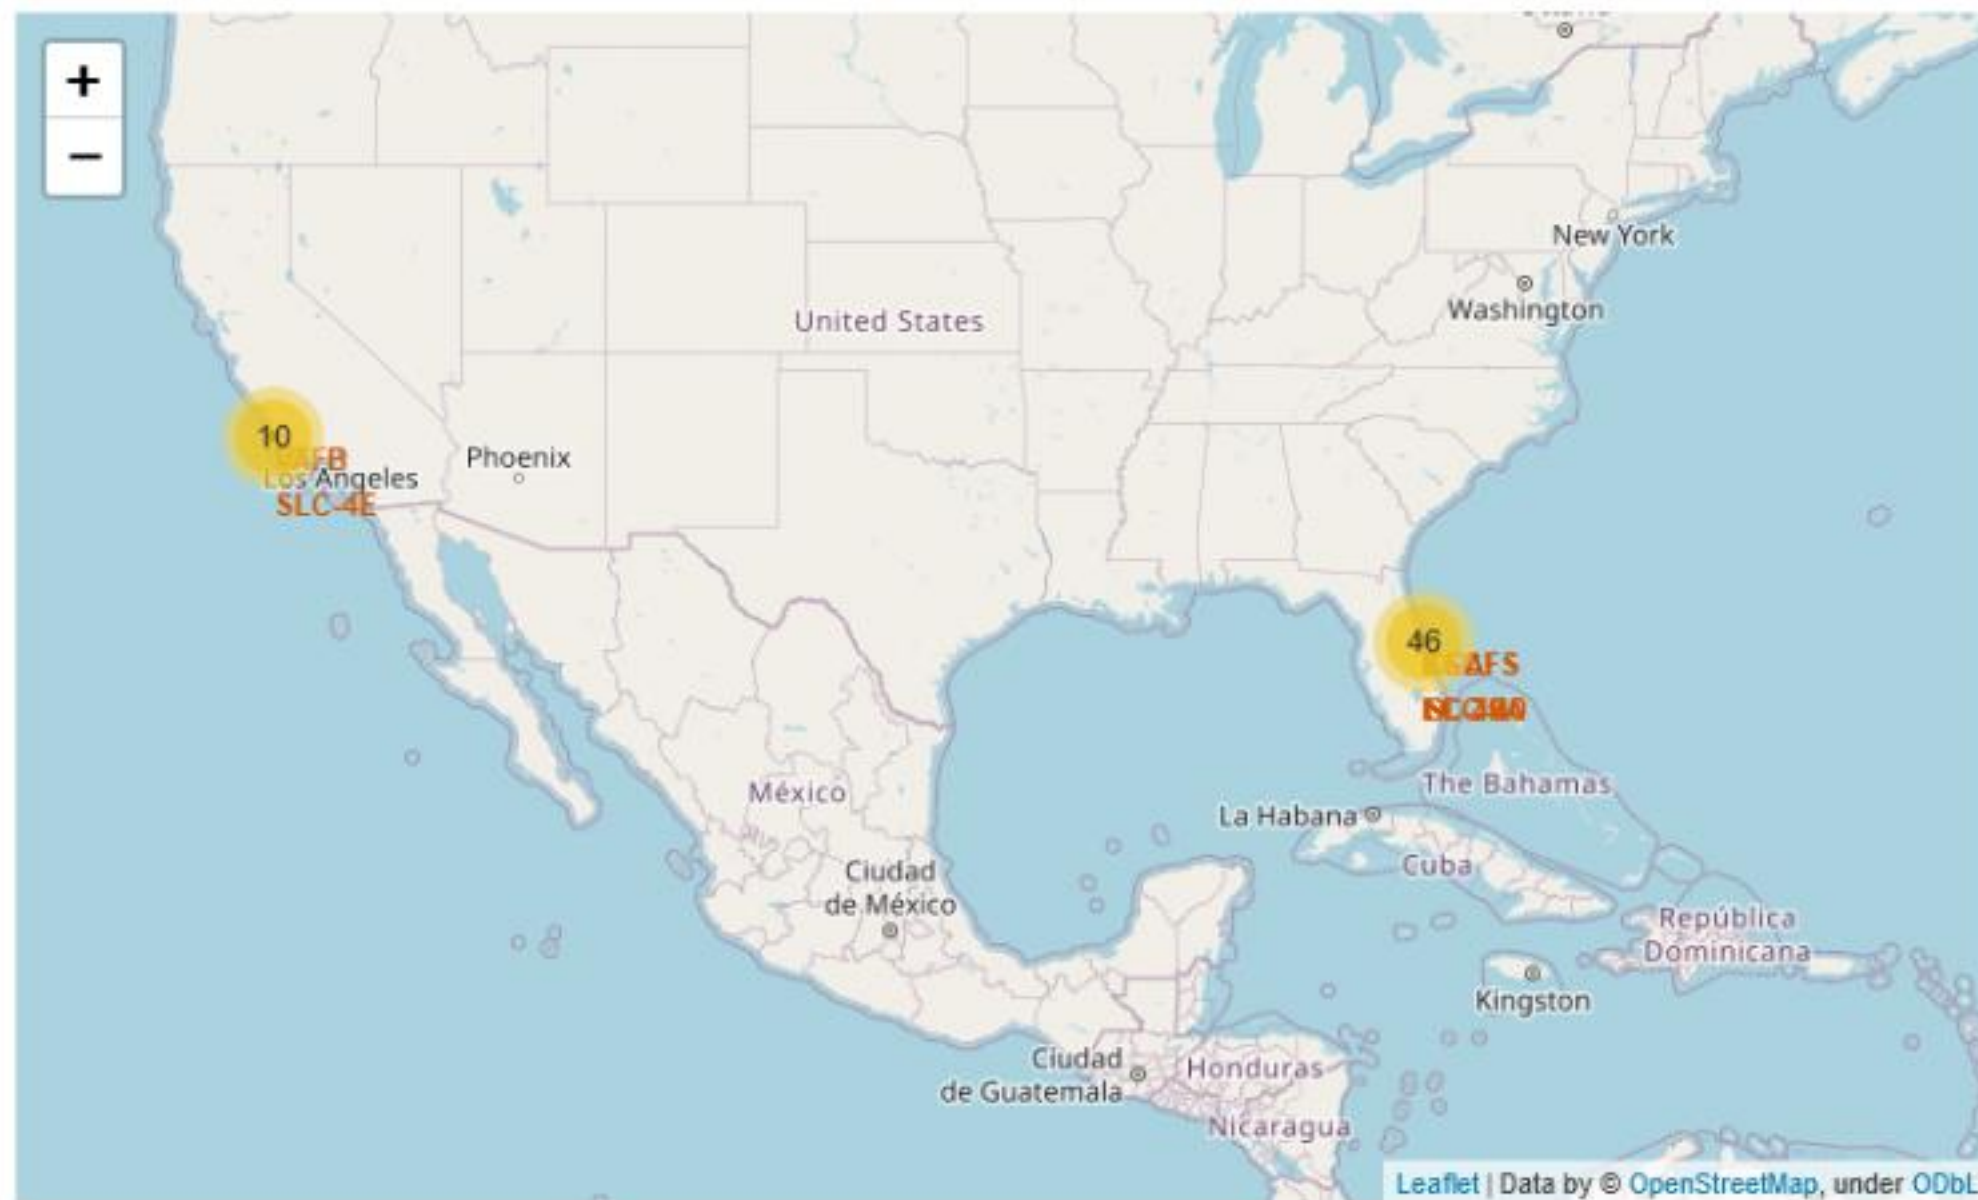 +
−
New York
Washington
United States
10
Phoenix
Los Angeles
SLC-4E
46
The Bahamas
México
La Habana
Cuba
Ciudad
de México
República
Dominicana
Kingston
Ciudad
de Guatemala
Honduras
Nicaragua
Leaflet | Data by © OpenStreetMap, under ODbL